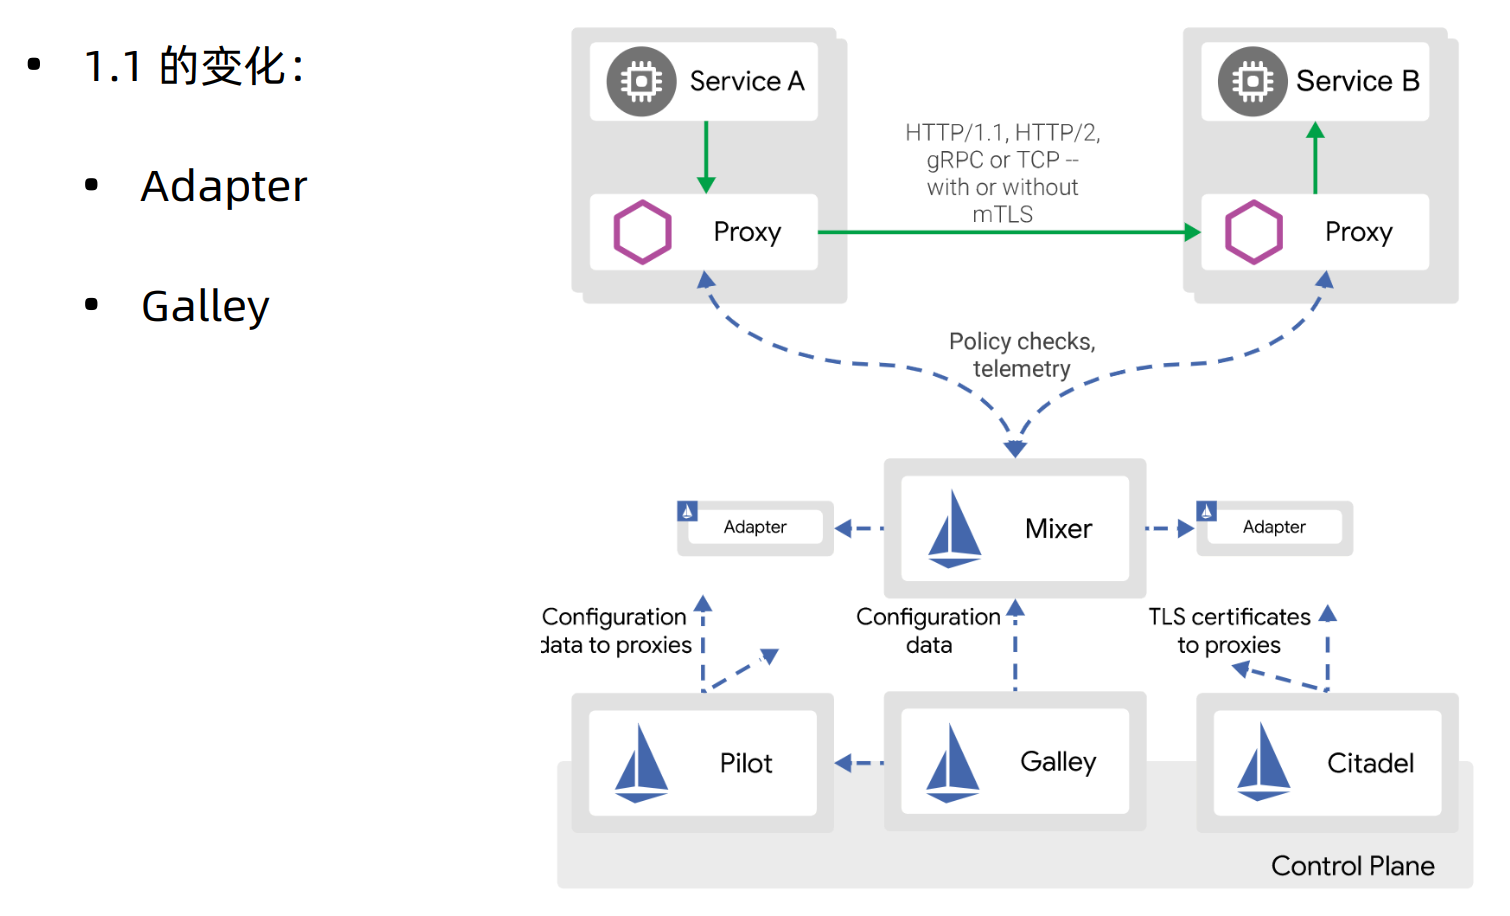 • 1.1 的变化：
• Adapter
• Galley
Service A
Service B
HTTP/1.1, HTTP/2,
gRPC or TCP --
with or without
mTLS
Proxy
Proxy
Policy checks,
telemetry
Adapter
Mixer
Adapter
Configuration
data to proxies
Configuration
data
TLS certificates
to proxies
Pilot
Galley
Citadel
Control Plane